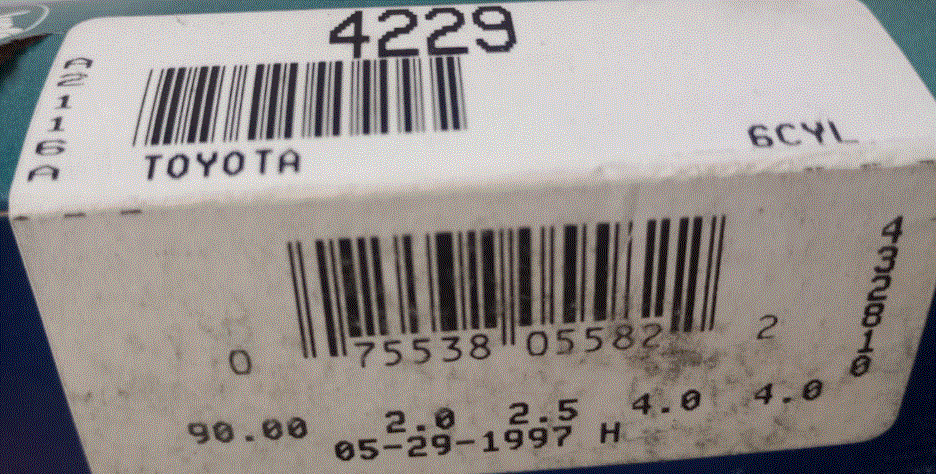 4229
A2116A
TOYOTA
6CYL
432810
0 75538 05582 2
90.00 2.0 2.5 4.0 4.0
05-29-1997 H